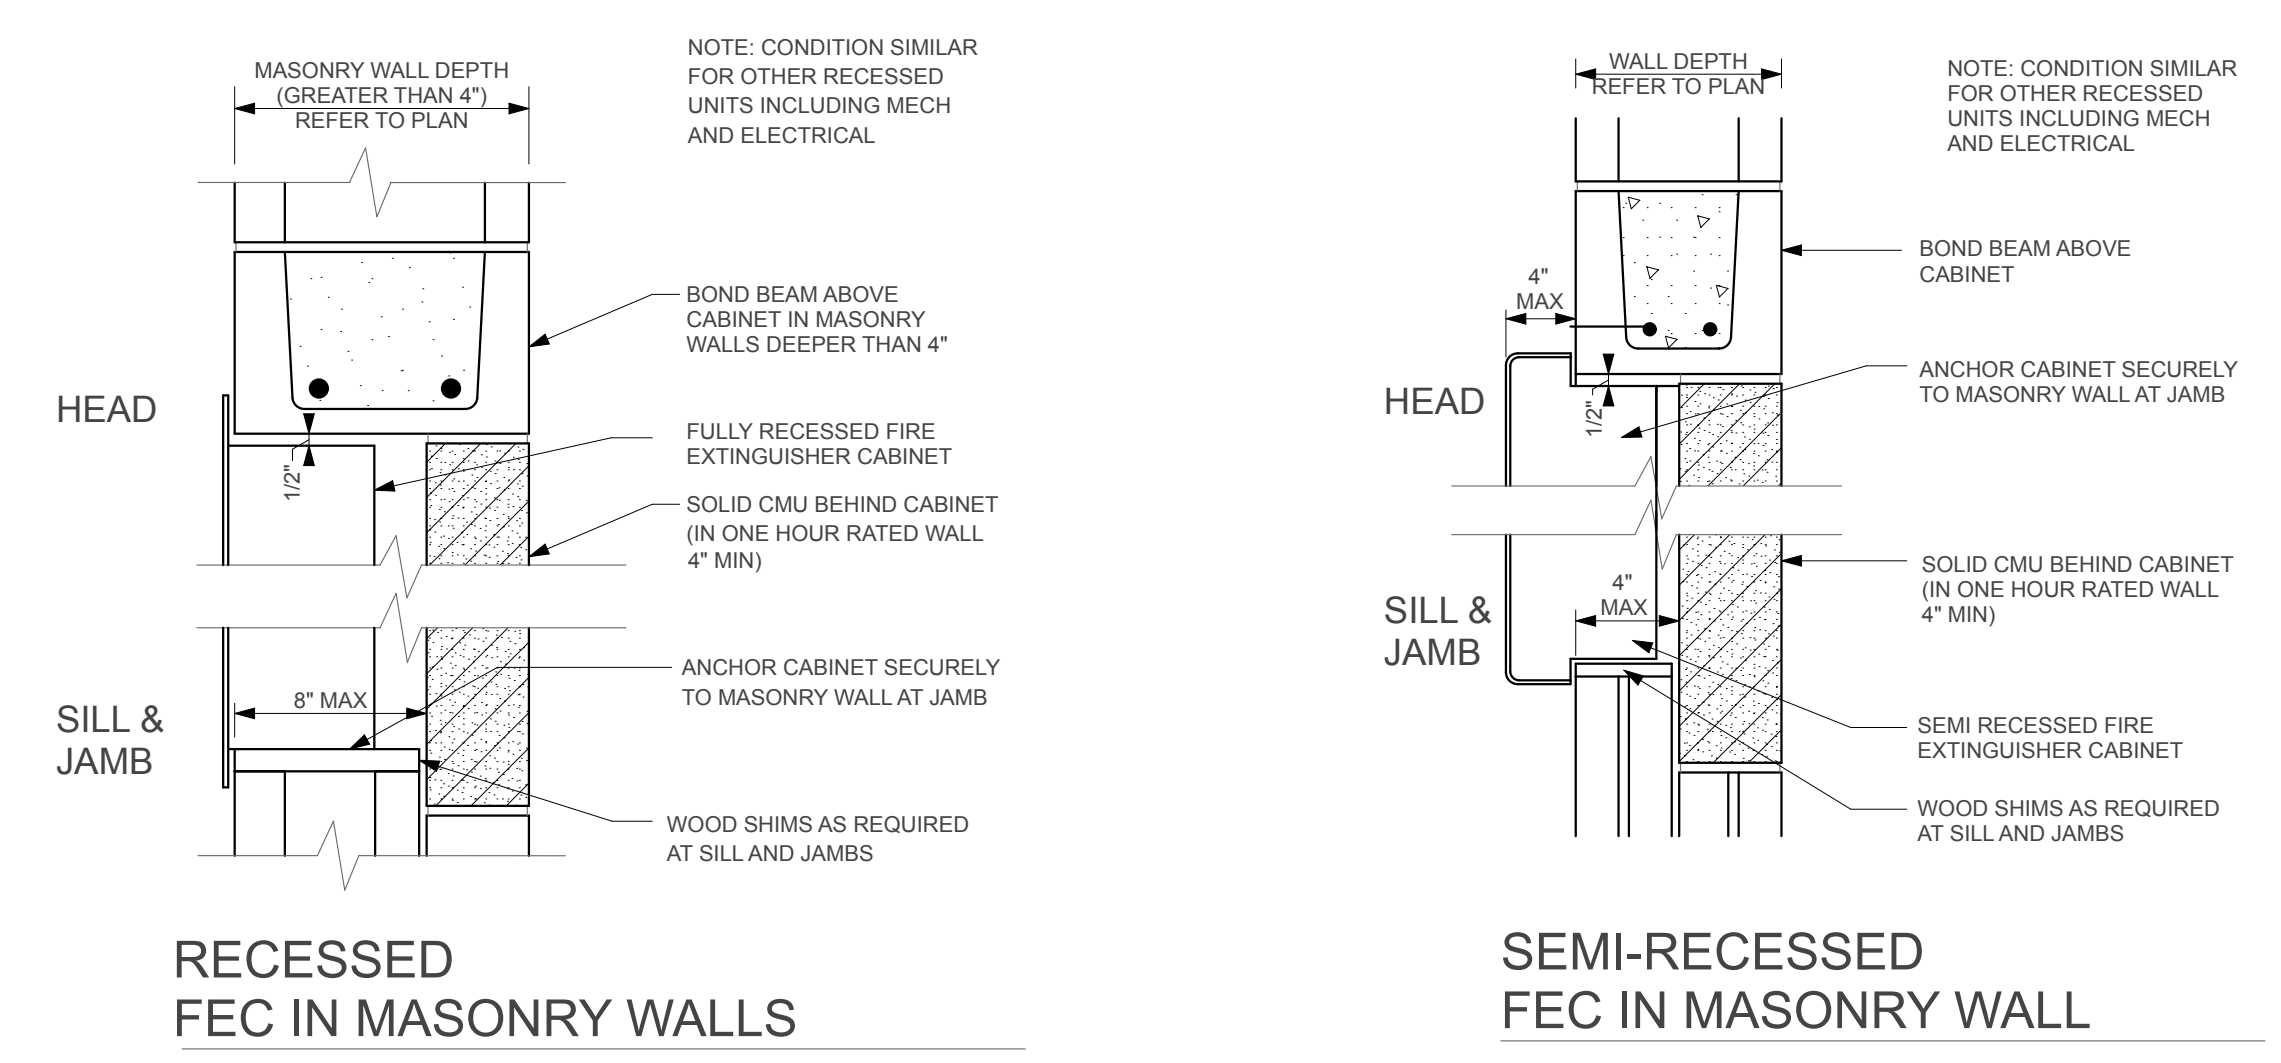 MASONRY WALL DEPTH
(GREATER THAN 4")
REFER TO PLAN
NOTE: CONDITION SIMILAR
FOR OTHER RECESSED
UNITS INCLUDING MECH
AND ELECTRICAL
BOND BEAM ABOVE
CABINET IN MASONRY
WALLS DEEPER THAN 4"
HEAD
1/2"
FULLY RECESSED FIRE
EXTINGUISHER CABINET
SOLID CMU BEHIND CABINET
(IN ONE HOUR RATED WALL
4" MIN)
ANCHOR CABINET SECURELY
TO MASONRY WALL AT JAMB
8" MAX
SILL &
JAMB
WOOD SHIMS AS REQUIRED
AT SILL AND JAMBS
RECESSED
FEC IN MASONRY WALLS
WALL DEPTH
REFER TO PLAN
NOTE: CONDITION SIMILAR
FOR OTHER RECESSED
UNITS INCLUDING MECH
AND ELECTRICAL
BOND BEAM ABOVE
CABINET
4"
MAX
HEAD
1/2"
ANCHOR CABINET SECURELY
TO MASONRY WALL AT JAMB
SOLID CMU BEHIND CABINET
(IN ONE HOUR RATED WALL
4" MIN)
4"
MAX
SILL &
JAMB
SEMI RECESSED FIRE
EXTINGUISHER CABINET
WOOD SHIMS AS REQUIRED
AT SILL AND JAMBS
SEMI-RECESSED
FEC IN MASONRY WALL